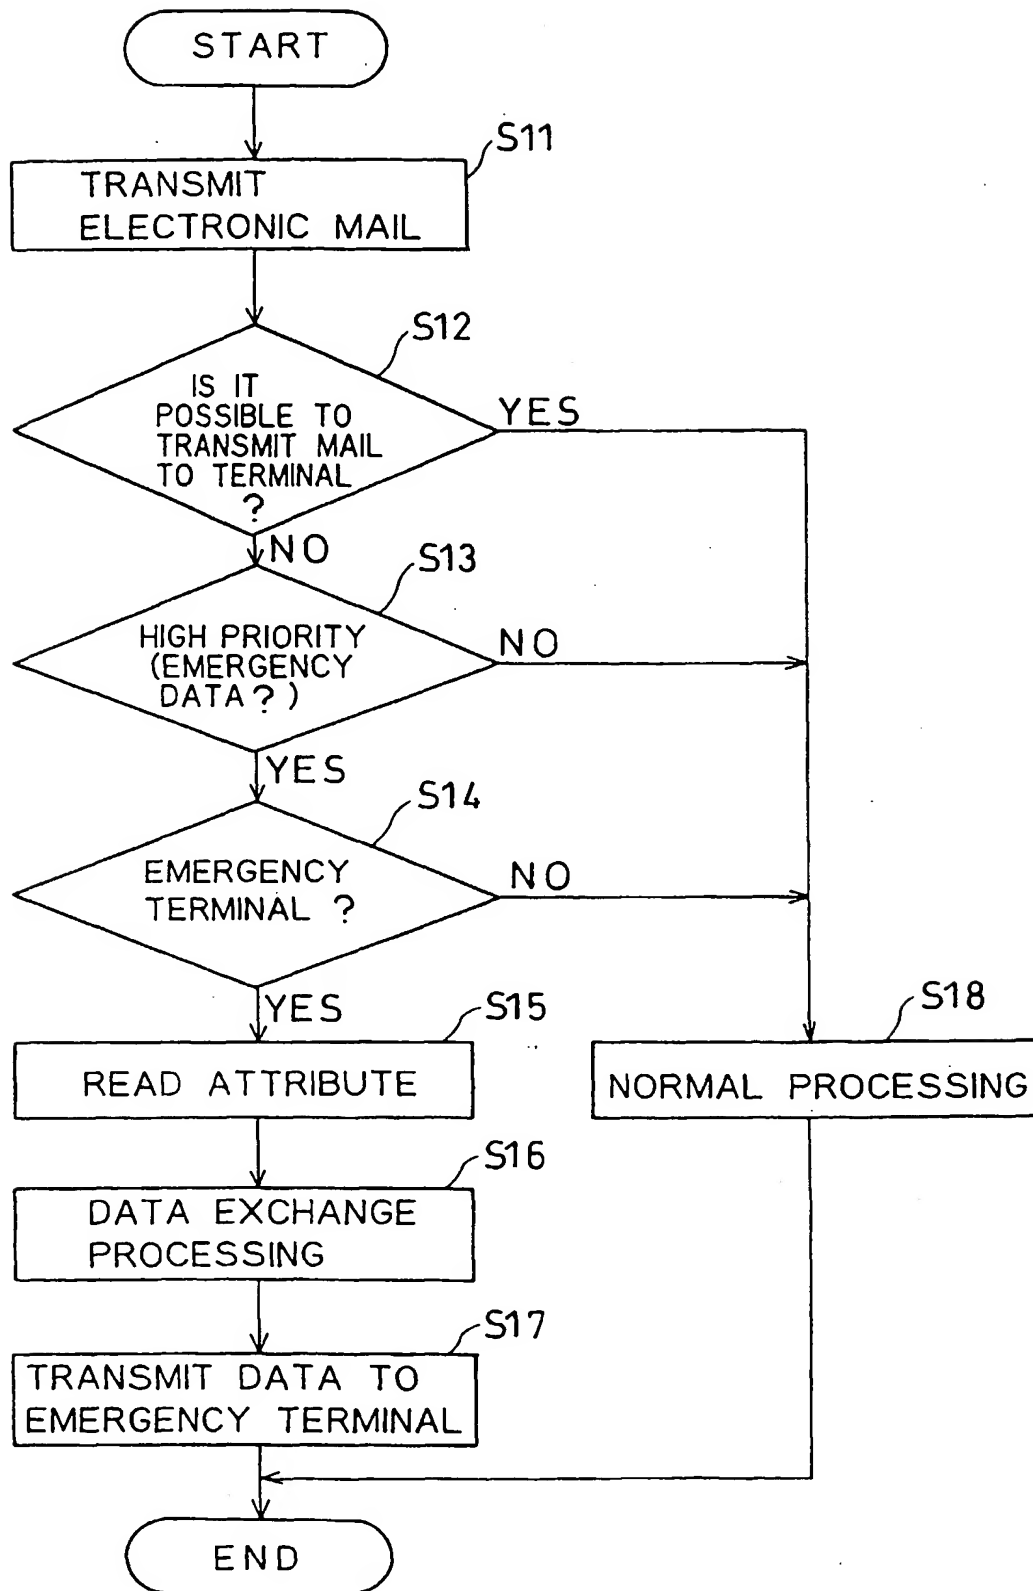 START
S11
TRANSMIT
ELECTRONIC MAIL
S12
IS IT
POSSIBLE TO
TRANSMIT MAIL
TO TERMINAL
?
YES
NO
S13
HIGH PRIORITY
(EMERGENCY
DATA?)
NO
YES
S14
EMERGENCY
TERMINAL ?
NO
YES
S15
READ ATTRIBUTE
S18
NORMAL PROCESSING
S16
DATA EXCHANGE
PROCESSING
S17
TRANSMIT DATA TO
EMERGENCY TERMINAL
END